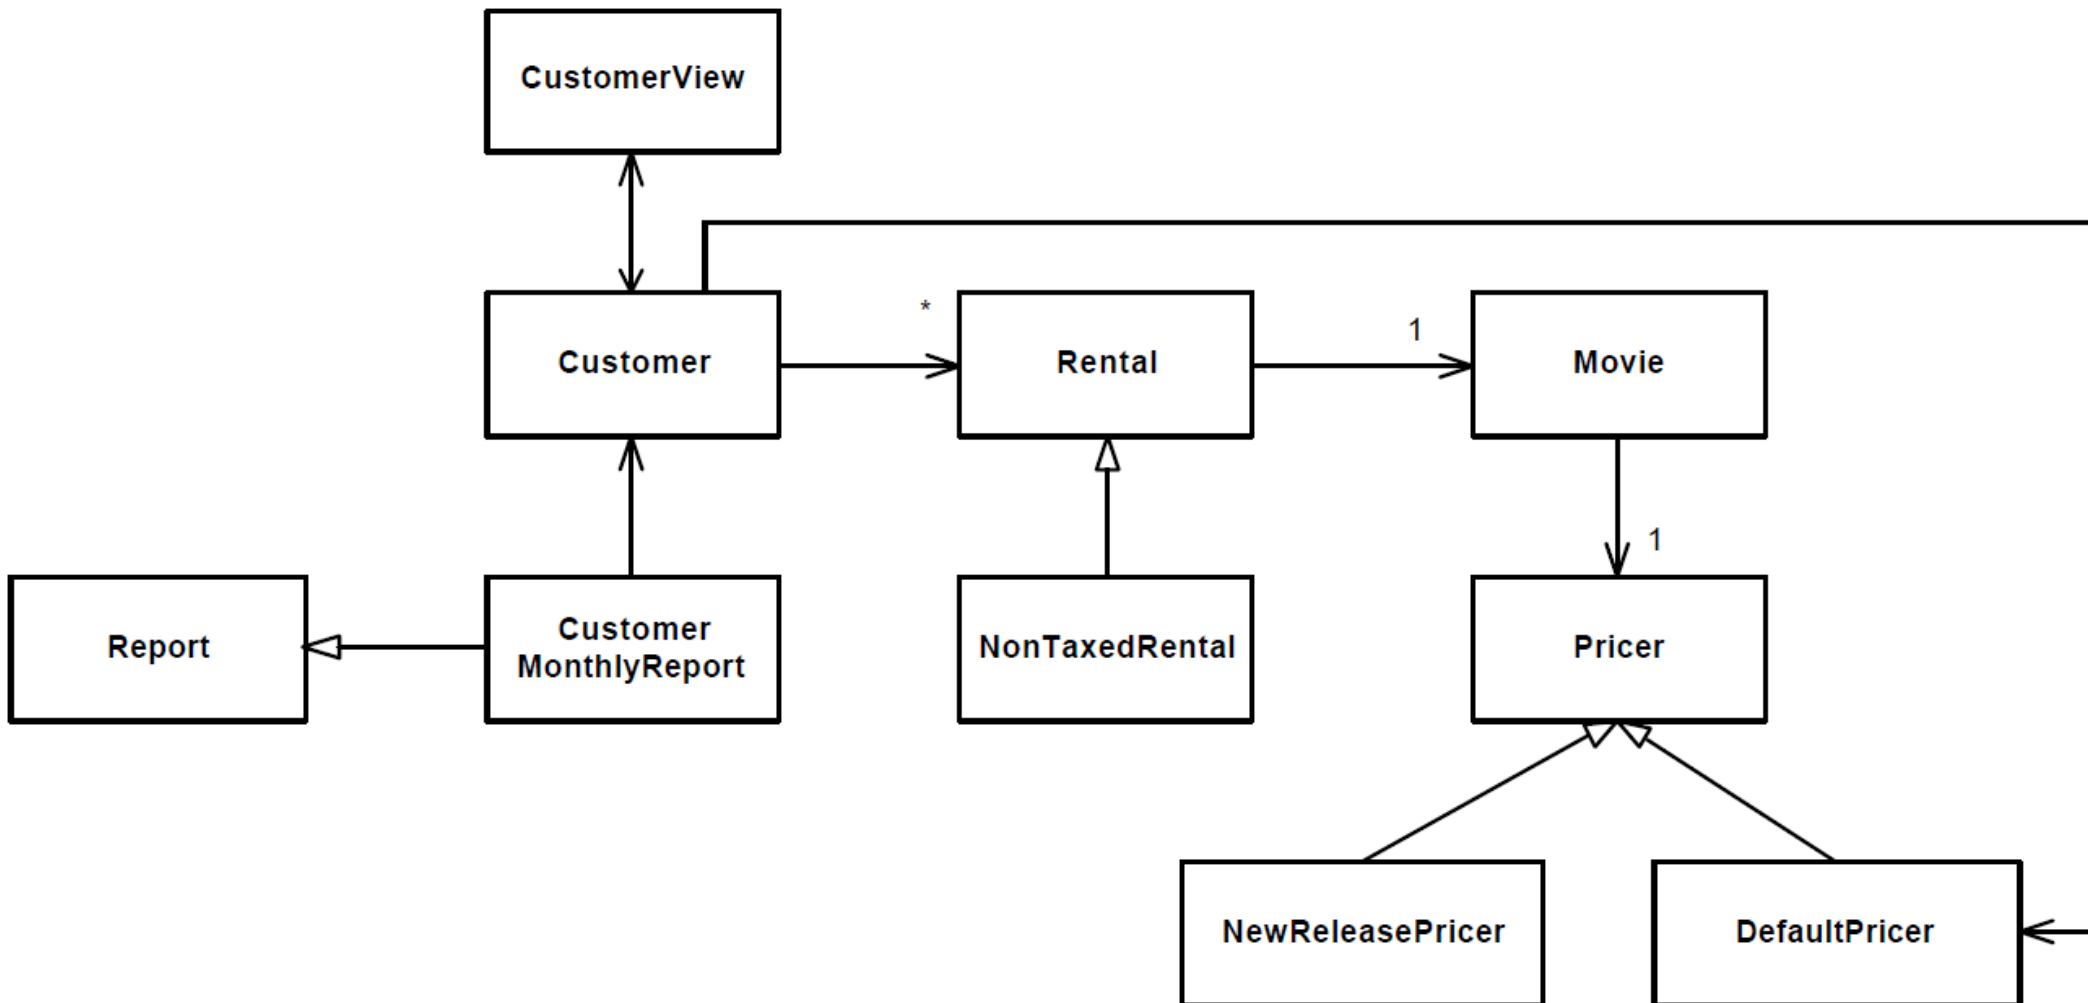 CustomerView
*
1
Customer
Rental
Movie
1
Report
Customer
MonthlyReport
NonTaxedRental
Pricer
NewReleasePricer
DefaultPricer